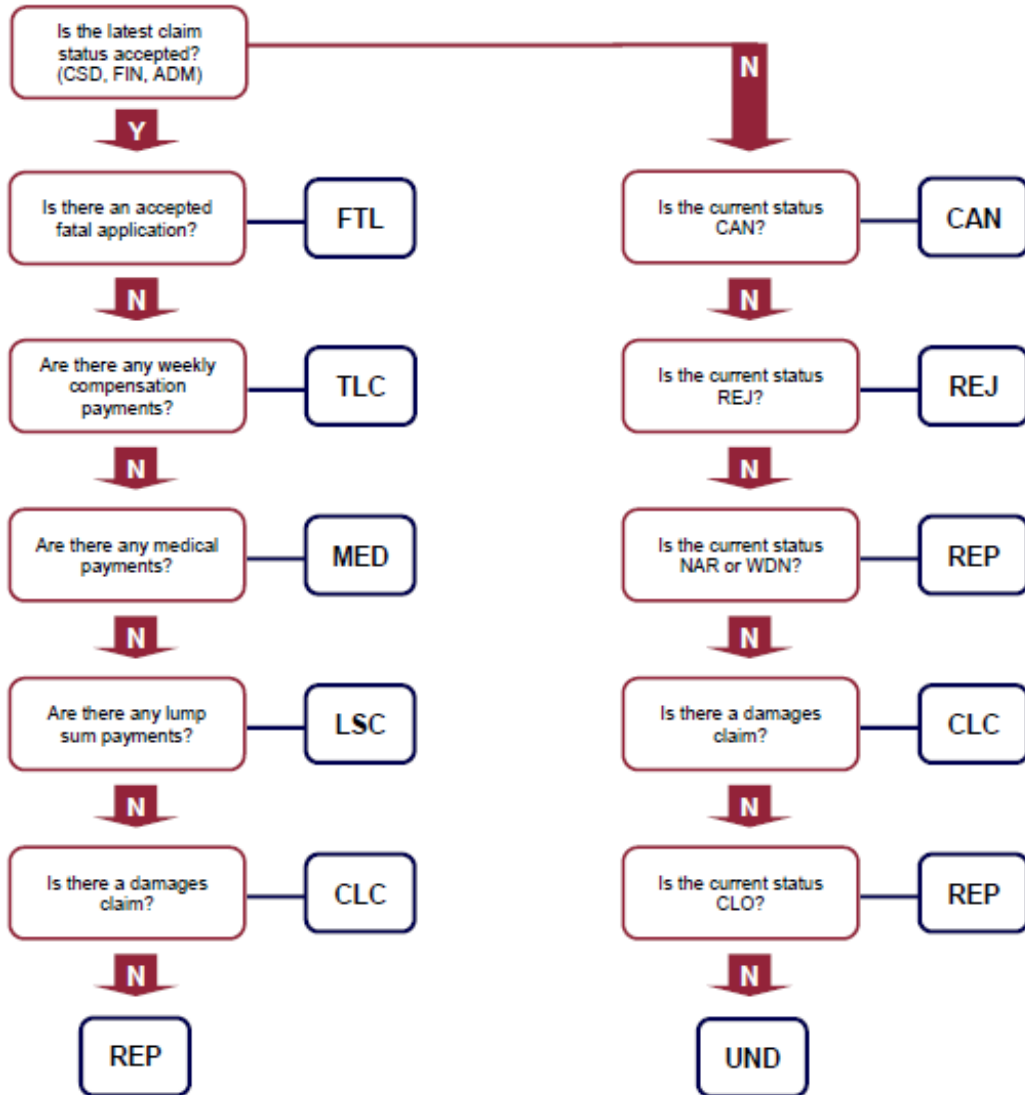 Is the latest claim
status accepted?
(CSD, FIN, ADM)
N
Y
Is there an accepted
fatal application?
FTL
Is the current status
CAN?
CAN
N
N
Are there any weekly
compensation
payments?
TLC
Is the current status
REJ?
REJ
N
N
Are there any medical
payments?
MED
Is the current status
NAR or WDN?
REP
N
N
Are there any lump
sum payments?
LSC
Is there a damages
claim?
CLC
N
N
Is there a damages
claim?
CLC
Is the current status
CLO?
REP
N
N
REP
UND